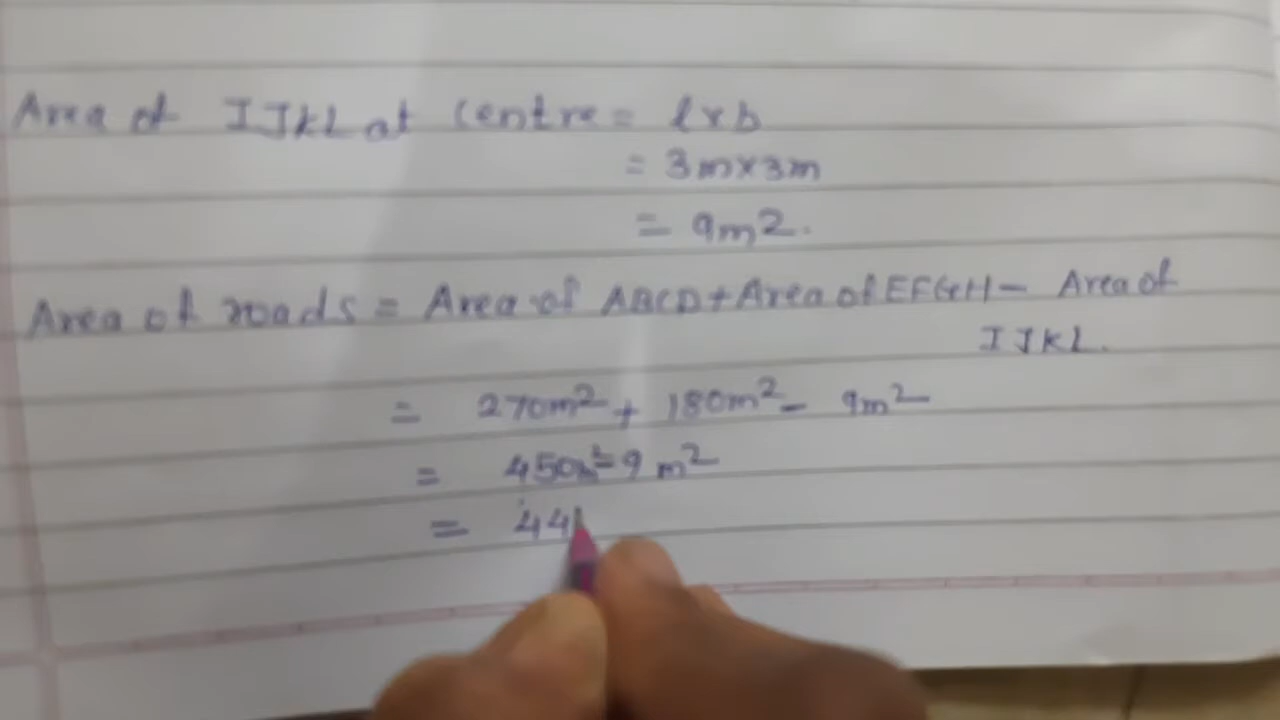 Area of IJKL at centre = l×b
= 3m×3m
= 9m2.
Area of roads = Area of ABCD + Area of EFGH - Area of
IJKL.
= 270m² + 180m² - 9m²
= 450m² - 9 m²
= 441